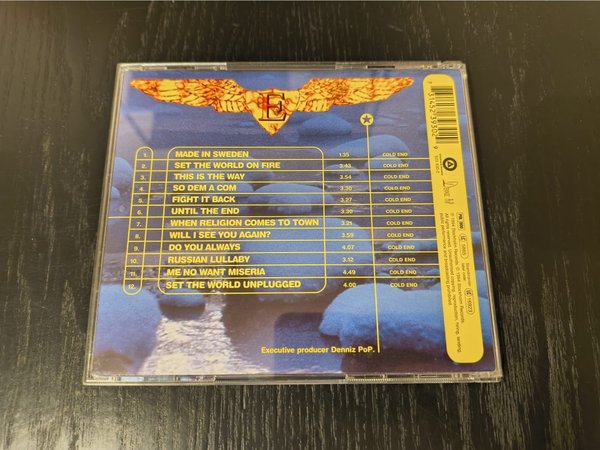 E
1. MADE IN SWEDEN 1.35 COLD END
2. SET THE WORLD ON FIRE 3.43 COLD END
3. THIS IS THE WAY 3.54 COLD END
4. SO DEM A COM 3.30 COLD END
5. FIGHT IT BACK 3.27 COLD END
6. UNTIL THE END 3.30 COLD END
7. WHEN RELIGION COMES TO TOWN 3.21 COLD END
8. WILL I SEE YOU AGAIN? 3.59 COLD END
9. DO YOU ALWAYS 4.07 COLD END
10. RUSSIAN LULLABY 3.12 COLD END
11. ME NO WANT MISERIA 4.49 COLD END
12. SET THE WORLD UNPLUGGED 4.00 COLD END
Executive producer Denniz PoP.